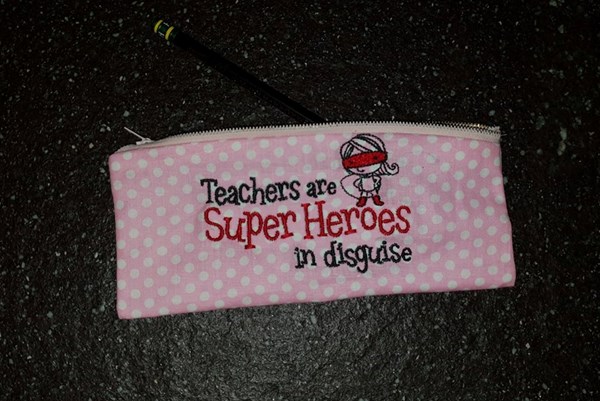 Teachers are
Super Heroes
in disguise